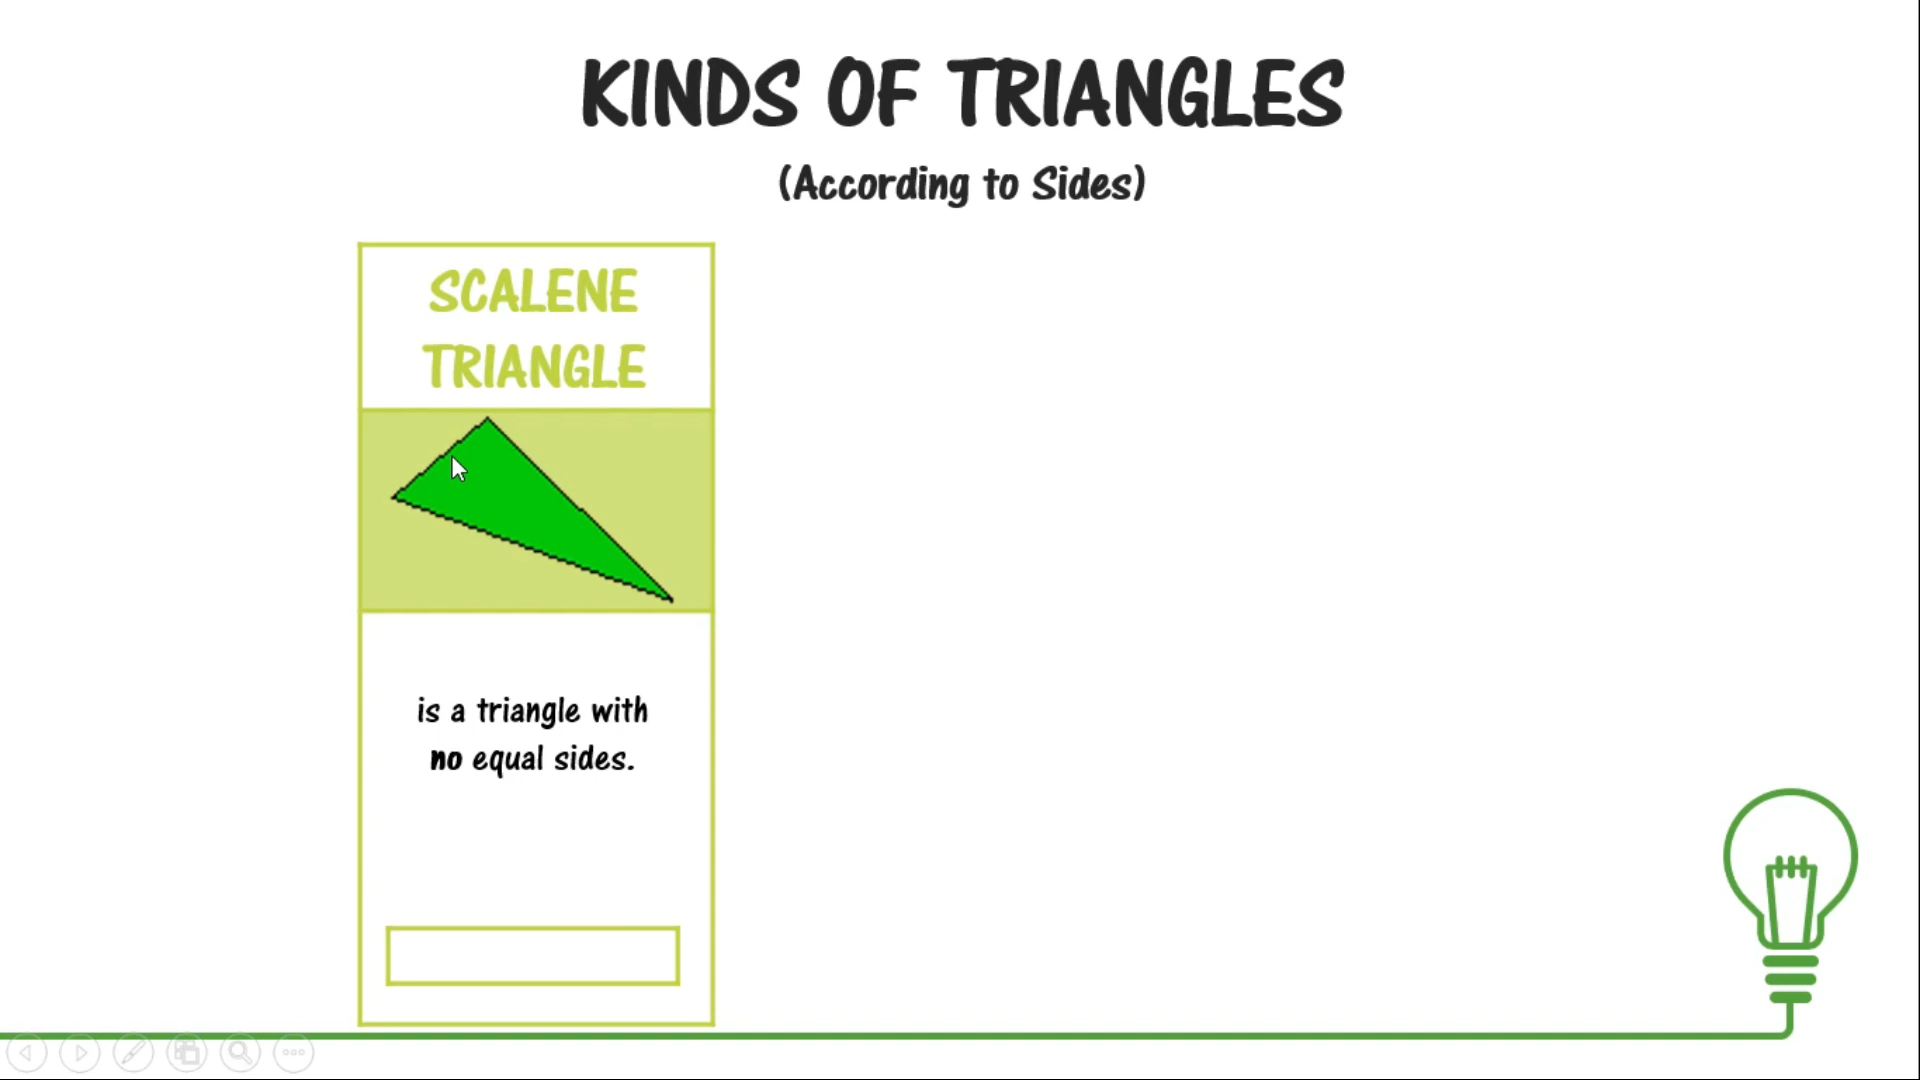 KINDS OF TRIANGLES
(According to Sides)
SCALENE
TRIANGLE
is a triangle with
no equal sides.